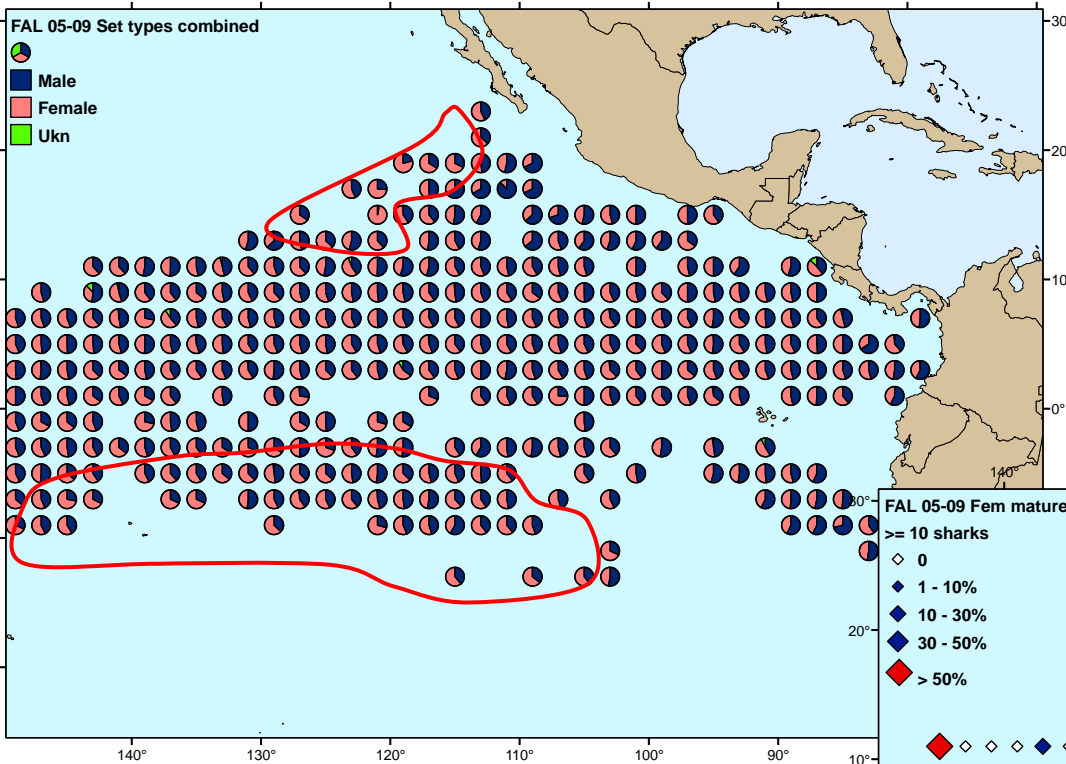 FAL 05-09 Set types combined
Male
Female
Ukn
30
20°
10°
0°
140°
30°
FAL 05-09 Fem mature
>= 10 sharks
0
1 - 10%
10 - 30%
30 - 50%
> 50%
20°
10°
140°
130°
120°
110°
100°
90°